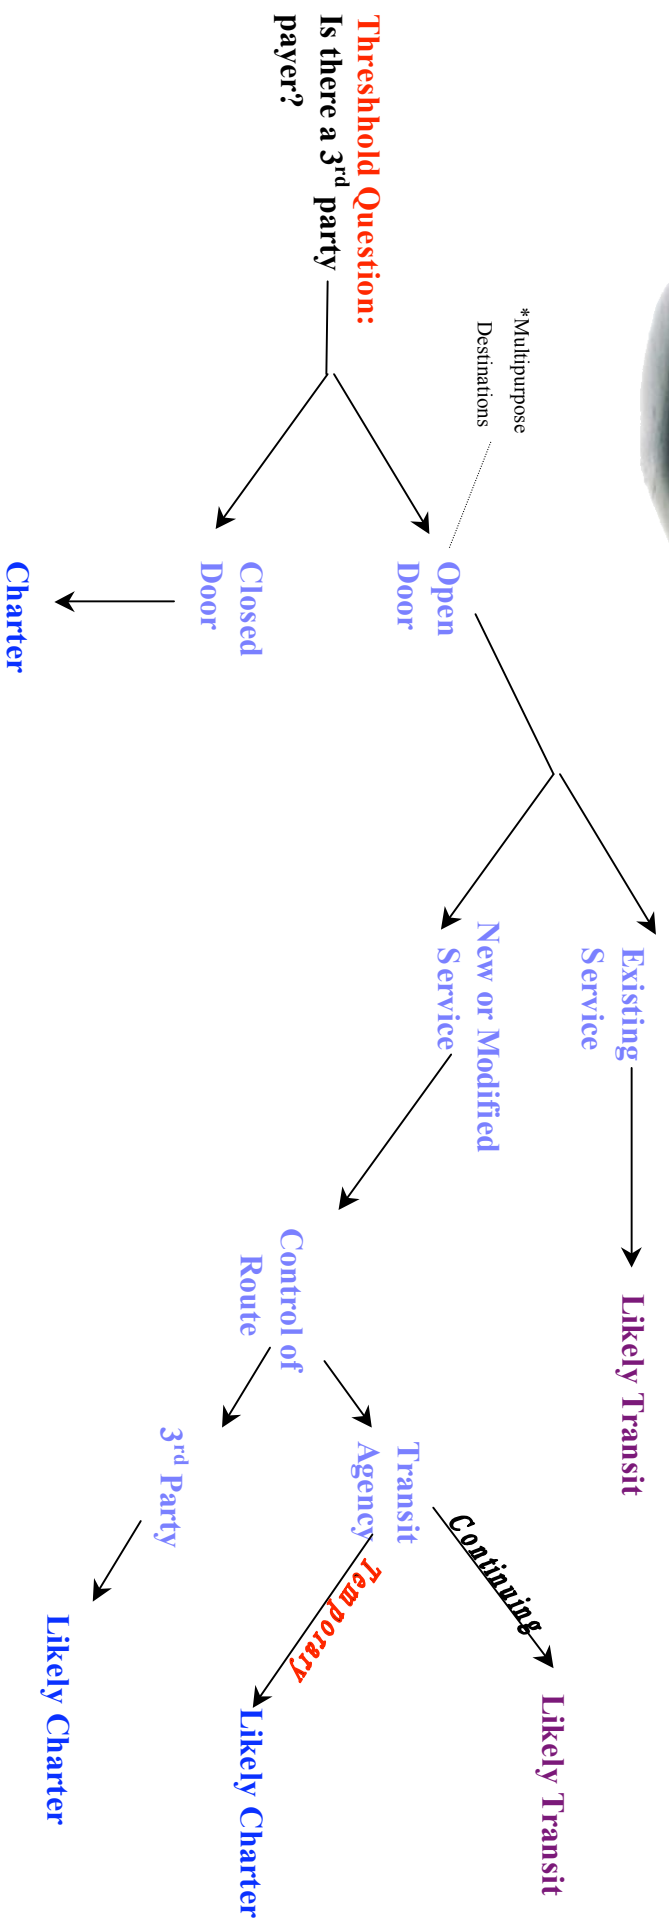 Threshhold Question:
Is there a 3rd party
payer?
*Multipurpose
Destinations
Open
Door
Closed
Door
Charter
Existing
Service
Likely Transit
New or Modified
Service
Control of
Route
Transit
Agency
Continuing
Likely Transit
Temporary
Likely Charter
3rd Party
Likely Charter